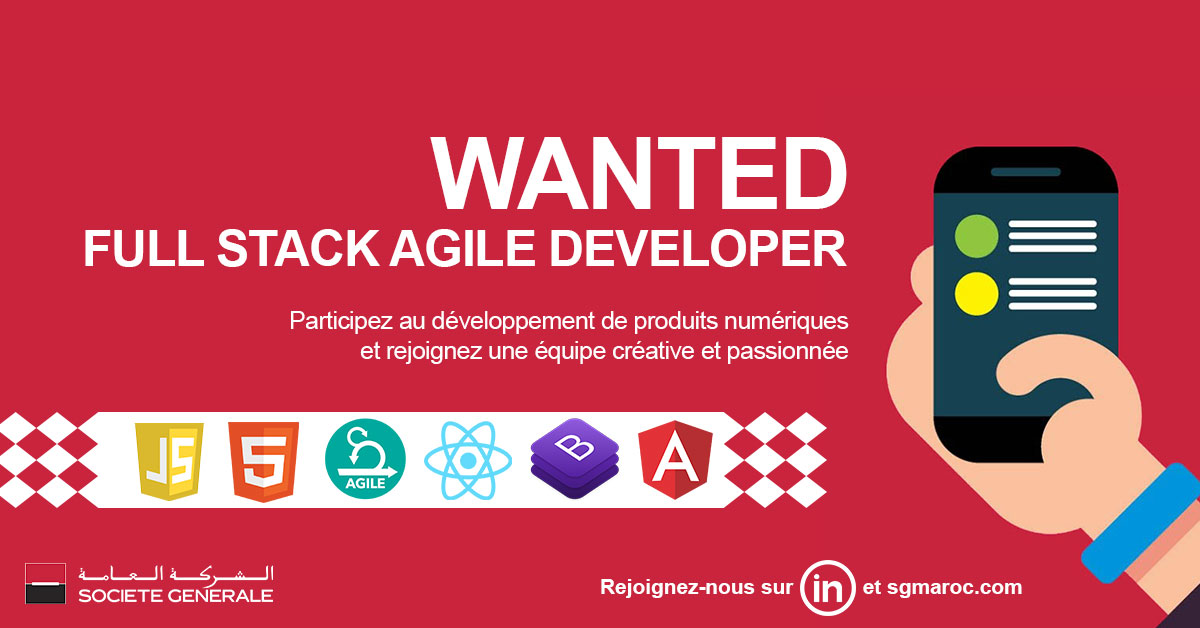 WANTED
FULL STACK AGILE DEVELOPER
Participez au développement de produits numériques
et rejoignez une équipe créative et passionnée
JS 5 AGILE B A
الشركة العامة
SOCIETE GENERALE
Rejoignez-nous sur in et sgmaroc.com